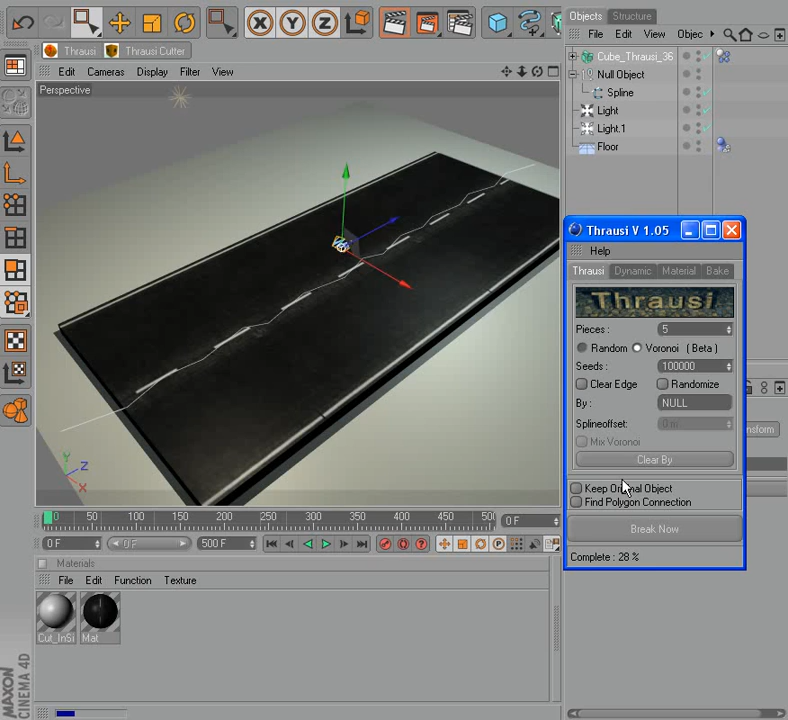 Objects Structure
File Edit View Objec
X Y Z
Thrausi Thrausi Cutter
Cube_Thrausi_36
Null Object
Spline
Light
Light.1
Floor
Edit Cameras Display Filter View
Perspective
Y
Z
X
Thrausi V 1.05
Help
Thrausi Dynamic Material Bake
Thrausi
Pieces : 5
Random Voronoi ( Beta )
Seeds : 100000
Clear Edge Randomize
By : NULL
Splineoffset: 0 m
Mix Voronoi
Clear By
Keep Original Object
Find Polygon Connection
Break Now
Complete : 28 %
nsform
0 50 100 150 200 250 300 350 400 450 500 0 F
0 F 0 F 500 F
P
Materials
File Edit Function Texture
Cut_InSi Mat
MAXON
CINEMA 4D